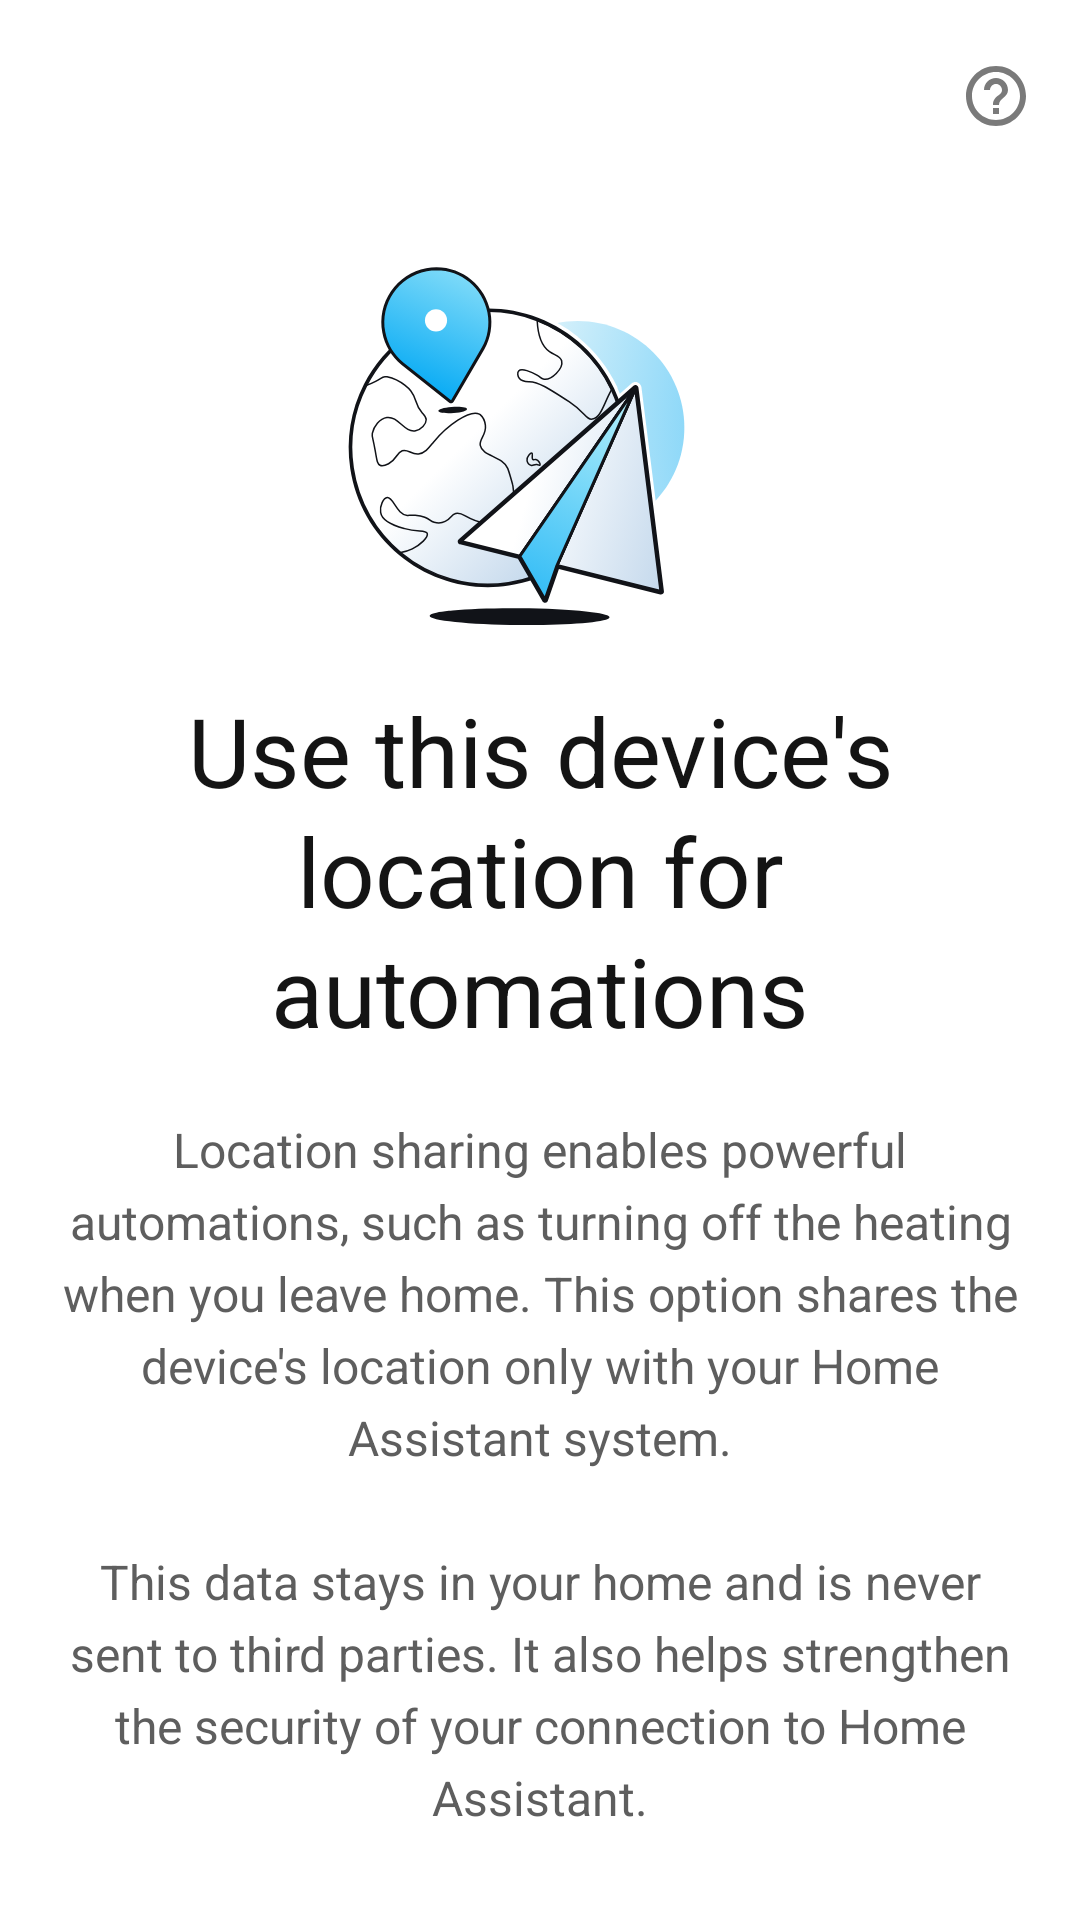 Use this device's
location for
automations
Location sharing enables powerful
automations, such as turning off the heating
when you leave home. This option shares the
device's location only with your Home
Assistant system.
This data stays in your home and is never
sent to third parties. It also helps strengthen
the security of your connection to Home
Assistant.